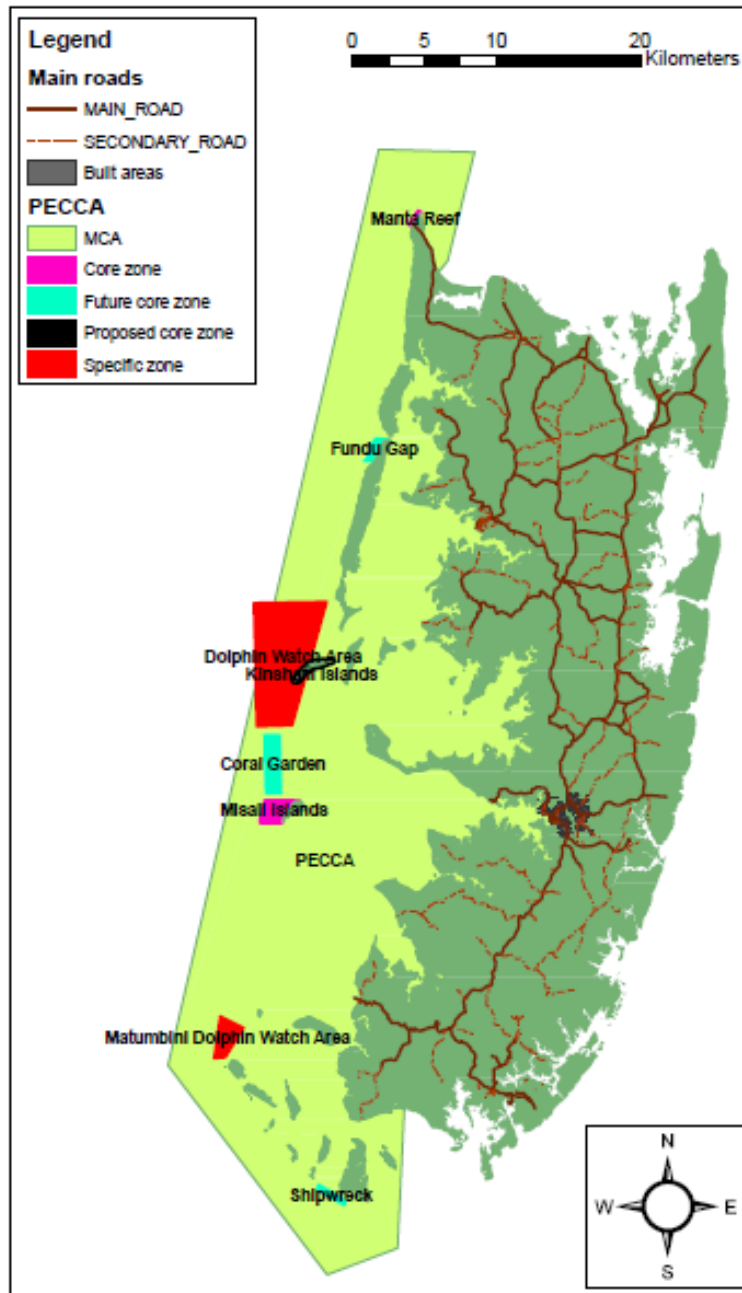 Legend
Main roads
MAIN_ROAD
SECONDARY_ROAD
Built areas
PECCA
MCA
Core zone
Future core zone
Proposed core zone
Specific zone
0 5 10 20
Kilometers
Manta Reef
Fundu Gap
Dolphin Watch Area
Kinshani Islands
Coral Garden
Misali Islands
PECCA
Matumbini Dolphin Watch Area
Shipwreck
N
W E
S